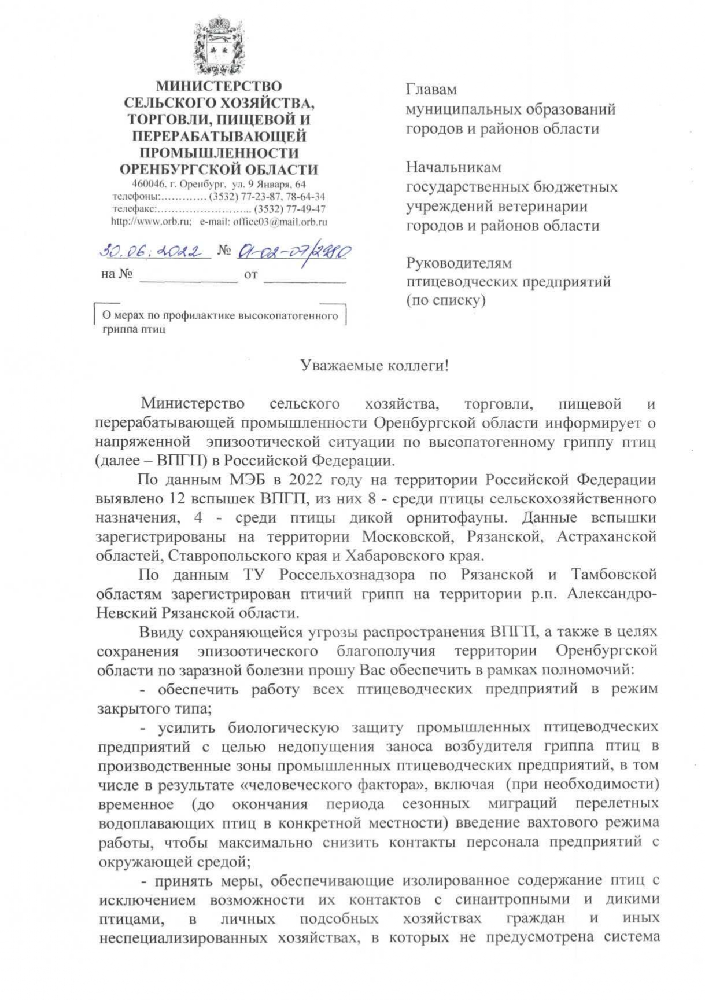 МИНИСТЕРСТВО
СЕЛЬСКОГО ХОЗЯЙСТВА,
ТОРГОВЛИ, ПИЩЕВОЙ И
ПЕРЕРАБАТЫВАЮЩЕЙ
ПРОМЫШЛЕННОСТИ
ОРЕНБУРГСКОЙ ОБЛАСТИ
460046, г. Оренбург, ул. 9 Января, 64
телефоны:............. (3532) 77-23-87, 78-64-34
телефакс:........................... (3532) 77-49-47
http://www.orb.ru; e-mail: office03@mail.orb.ru
30.06.2022 № 01-02-07/2980
на № ____________ от __________
О мерах по профилактике высокопатогенного
гриппа птиц
Главам
муниципальных образований
городов и районов области
Начальникам
государственных бюджетных
учреждений ветеринарии
городов и районов области
Руководителям
птицеводческих предприятий
(по списку)
Уважаемые коллеги!
Министерство сельского хозяйства, торговли, пищевой и
перерабатывающей промышленности Оренбургской области информирует о
напряженной эпизоотической ситуации по высопатогенному гриппу птиц
(далее – ВПГП) в Российской Федерации.
По данным МЭБ в 2022 году на территории Российской Федерации
выявлено 12 вспышек ВПГП, из них 8 - среди птицы сельскохозяйственного
назначения, 4 - среди птицы дикой орнитофауны. Данные вспышки
зарегистрированы на территории Московской, Рязанской, Астраханской
областей, Ставропольского края и Хабаровского края.
По данным ТУ Россельхознадзора по Рязанской и Тамбовской
областям зарегистрирован птичий грипп на территории р.п. Александро-
Невский Рязанской области.
Ввиду сохраняющейся угрозы распространения ВПГП, а также в целях
сохранения эпизоотического благополучия территории Оренбургской
области по заразной болезни прошу Вас обеспечить в рамках полномочий:
- обеспечить работу всех птицеводческих предприятий в режим
закрытого типа;
- усилить биологическую защиту промышленных птицеводческих
предприятий с целью недопущения заноса возбудителя гриппа птиц в
производственные зоны промышленных птицеводческих предприятий, в том
числе в результате «человеческого фактора», включая (при необходимости)
временное (до окончания периода сезонных миграций перелетных
водоплавающих птиц в конкретной местности) введение вахтового режима
работы, чтобы максимально снизить контакты персонала предприятий с
окружающей средой;
- принять меры, обеспечивающие изолированное содержание птиц с
исключением возможности их контактов с синантропными и дикими
птицами, в личных подсобных хозяйствах граждан и иных
неспециализированных хозяйствах, в которых не предусмотрена система